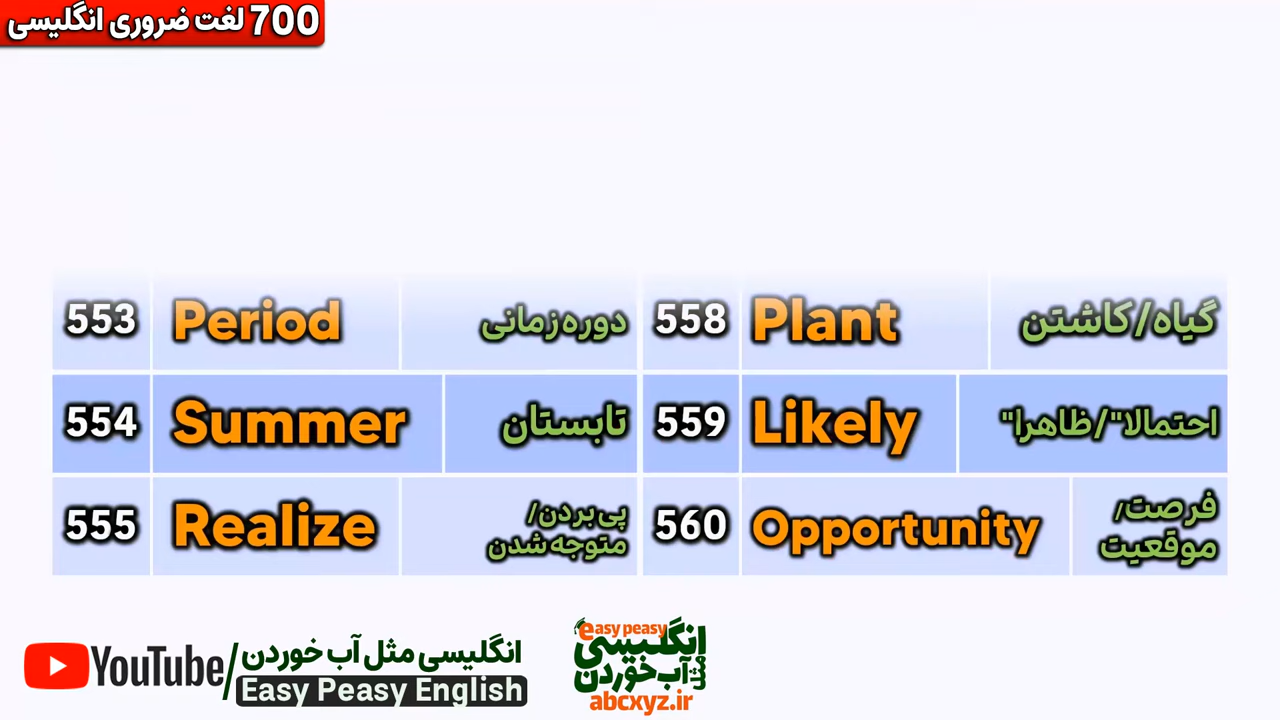 700 لغت ضروری انگلیسی
553 Period دوره زمانی
558 Plant گیاه/کاشتن
554 Summer تابستان
559 Likely احتمالا"/ظاهرا"
555 Realize پی بردن/
متوجه شدن
560 Opportunity فرصت/
موقعیت
YouTube/انگلیسی مثل آب خوردن
Easy Peasy English
easy peasy
انگلیسی
مثل آب خوردن
abcxyz.ir